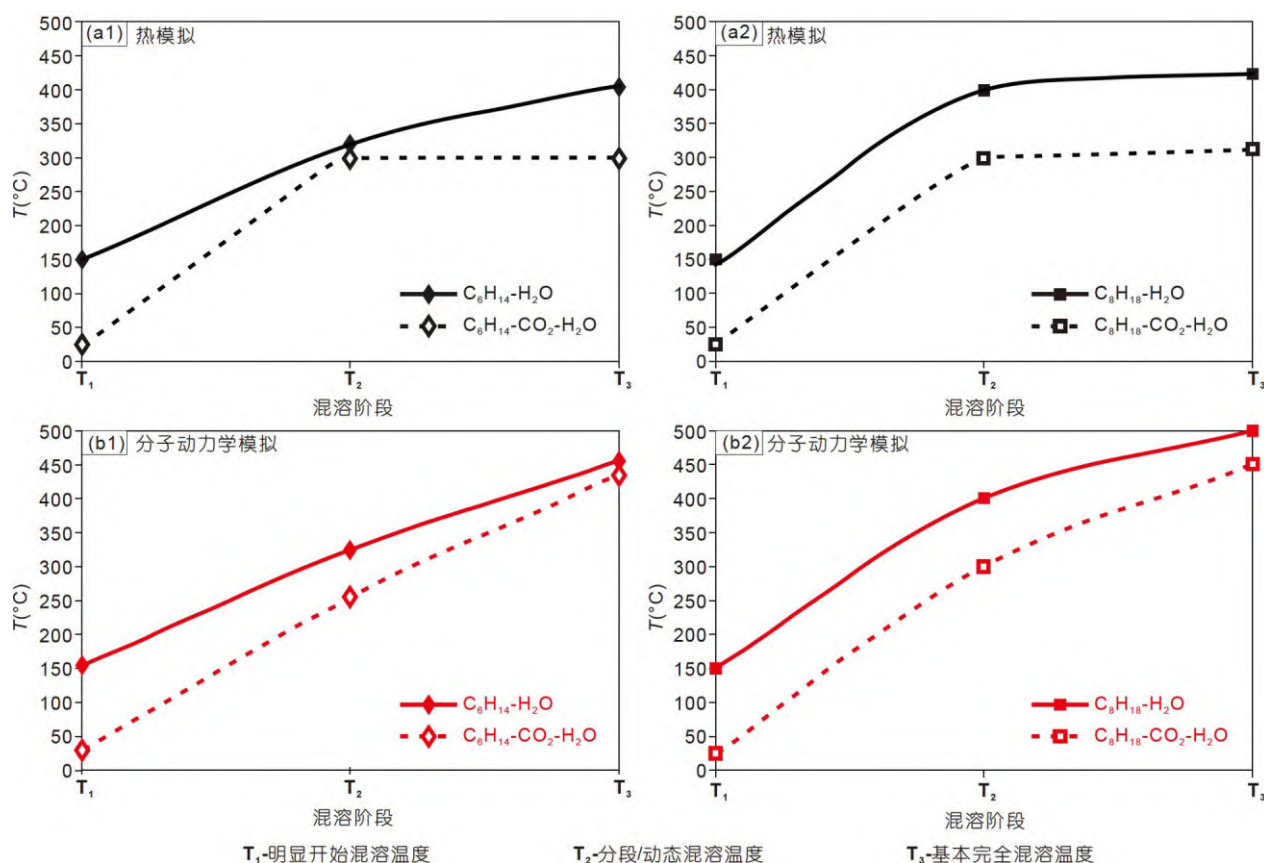 (a1) 热模拟
500
450
400
350
300
250
200
150
100
50
0
T(°C)
C₆H₁₄-H₂O
C₆H₁₄-CO₂-H₂O
T₁ T₂ T₃
混溶阶段
(a2) 热模拟
500
450
400
350
300
250
200
150
100
50
0
T(°C)
C₈H₁₈-H₂O
C₈H₁₈-CO₂-H₂O
T₁ T₂ T₃
混溶阶段
(b1) 分子动力学模拟
500
450
400
350
300
250
200
150
100
50
0
T(°C)
C₆H₁₄-H₂O
C₆H₁₄-CO₂-H₂O
T₁ T₂ T₃
混溶阶段
(b2) 分子动力学模拟
500
450
400
350
300
250
200
150
100
50
0
T(°C)
C₈H₁₈-H₂O
C₈H₁₈-CO₂-H₂O
T₁ T₂ T₃
混溶阶段
T₁-明显开始混溶温度 T₂-分段/动态混溶温度 T₃-基本完全混溶温度